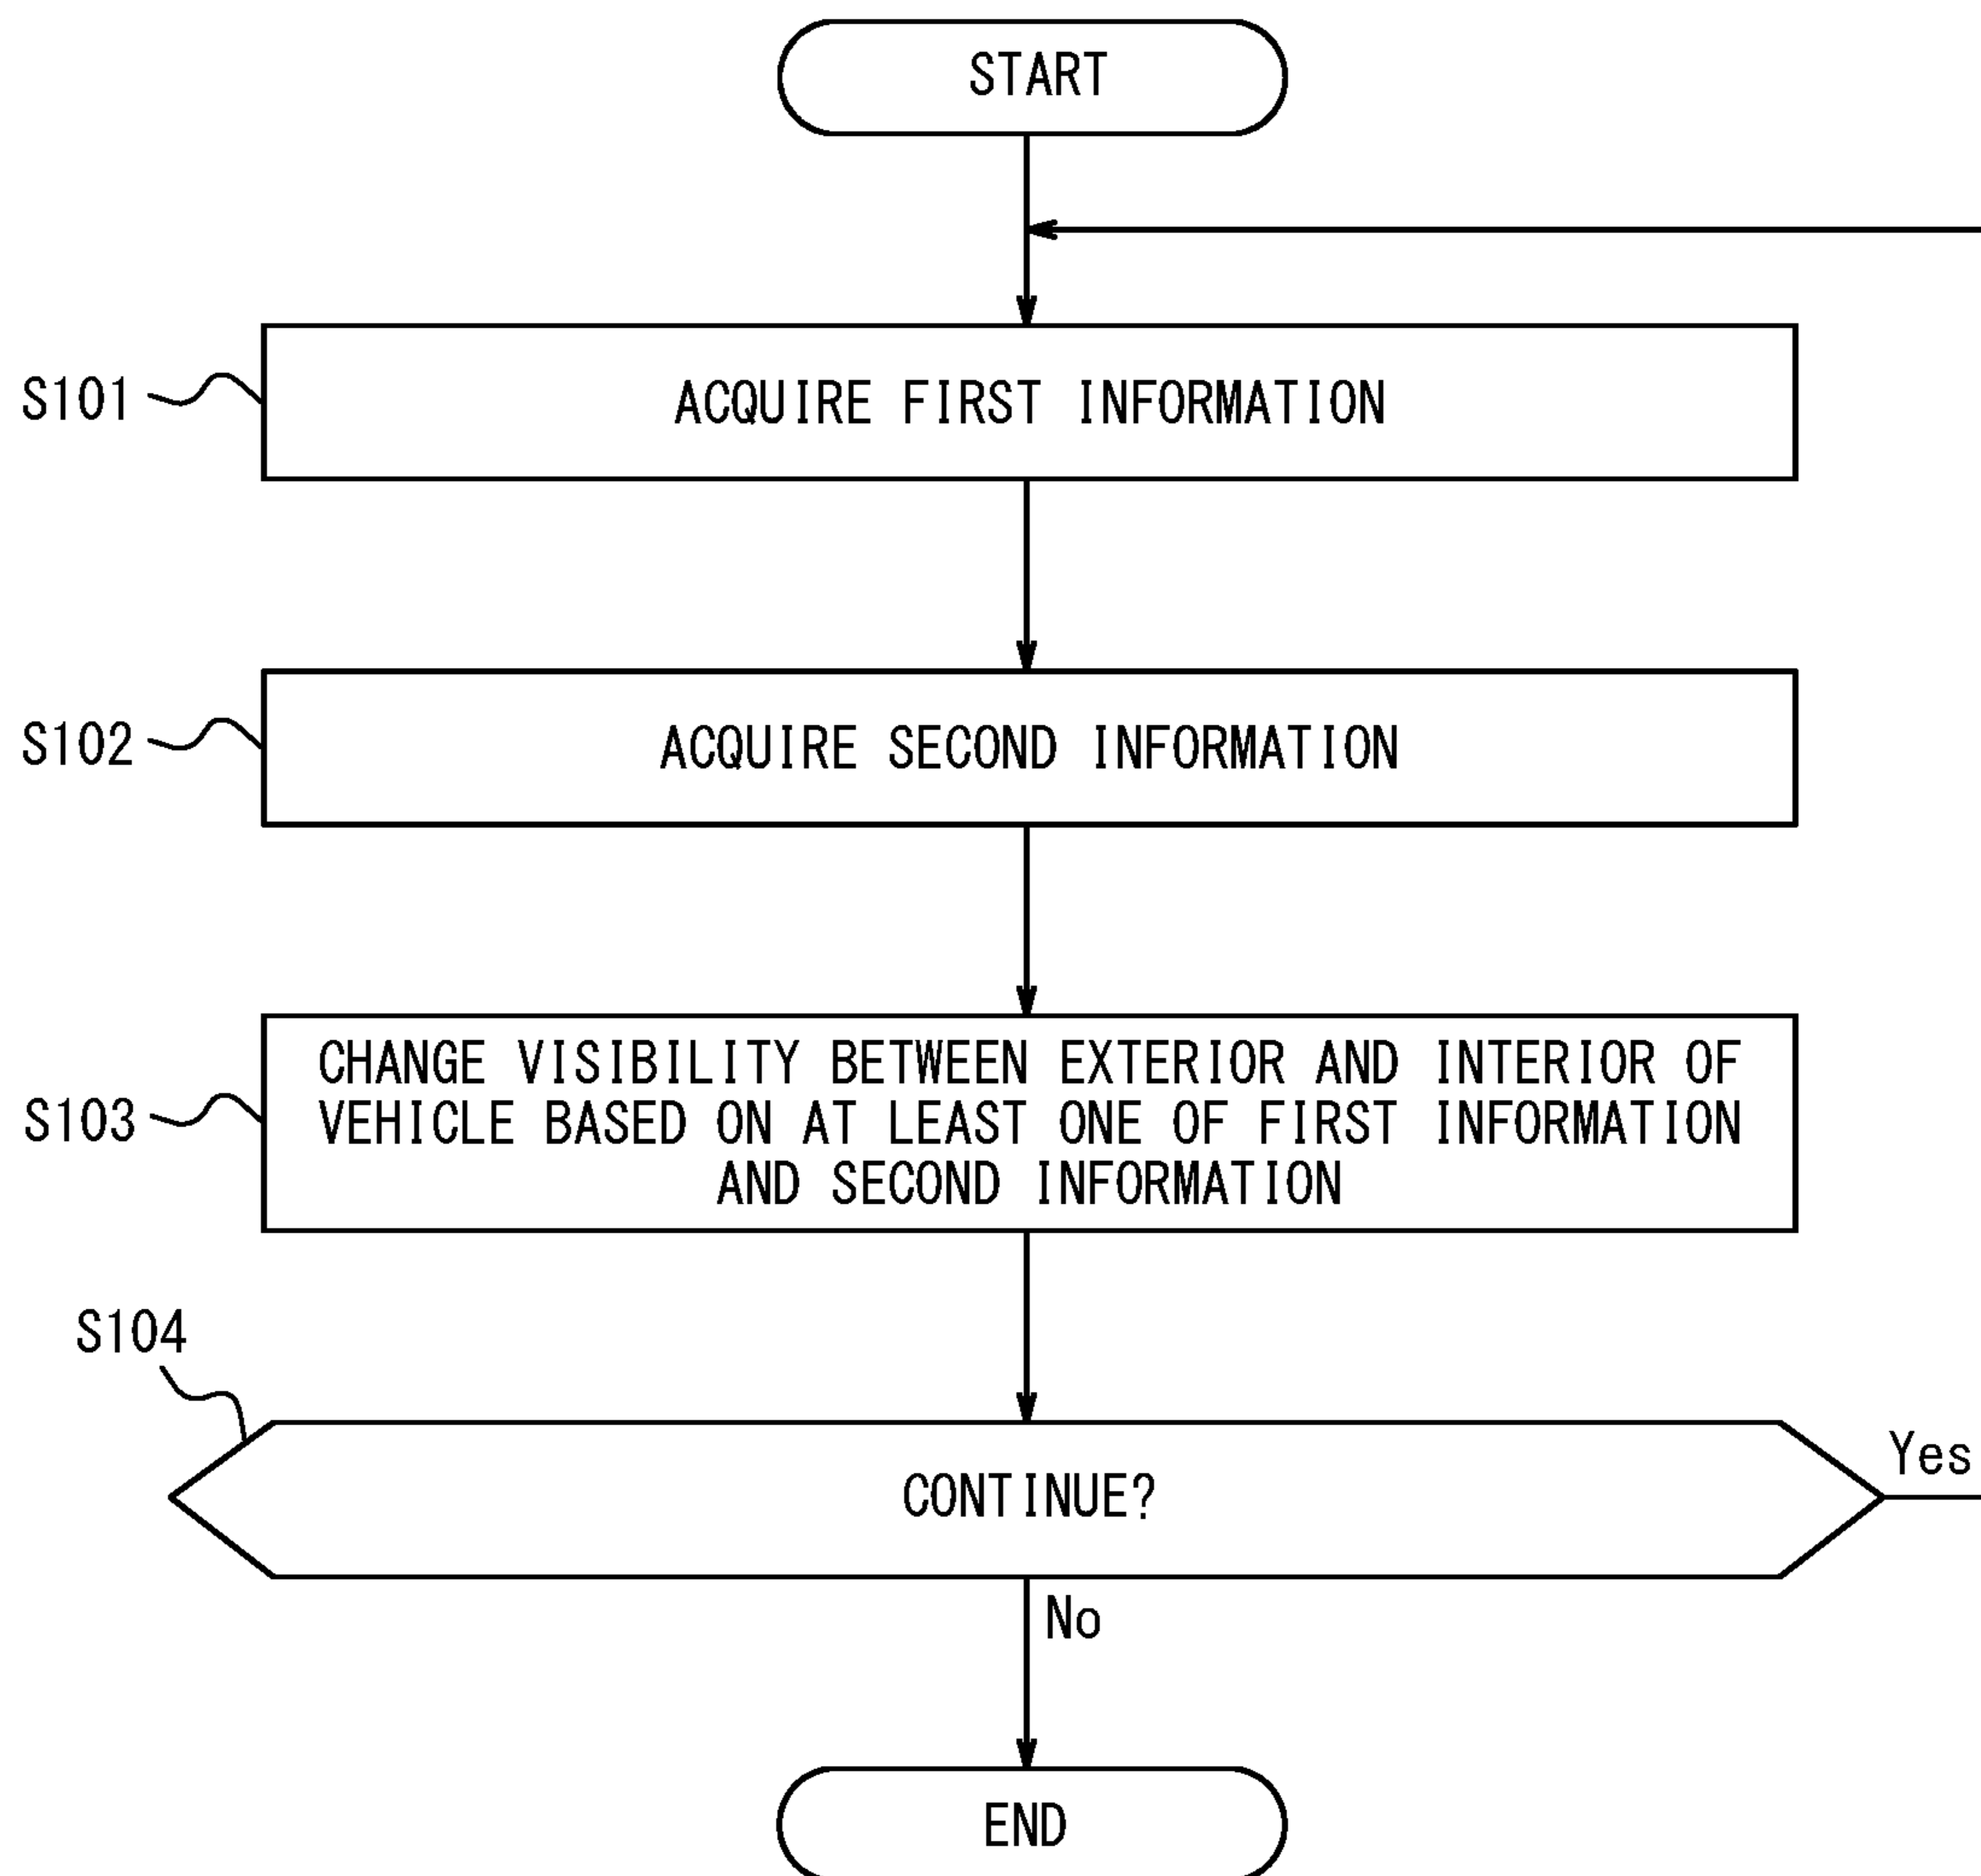 START
S101
ACQUIRE FIRST INFORMATION
S102
ACQUIRE SECOND INFORMATION
S103
CHANGE VISIBILITY BETWEEN EXTERIOR AND INTERIOR OF
VEHICLE BASED ON AT LEAST ONE OF FIRST INFORMATION
AND SECOND INFORMATION
S104
CONTINUE?
Yes
No
END